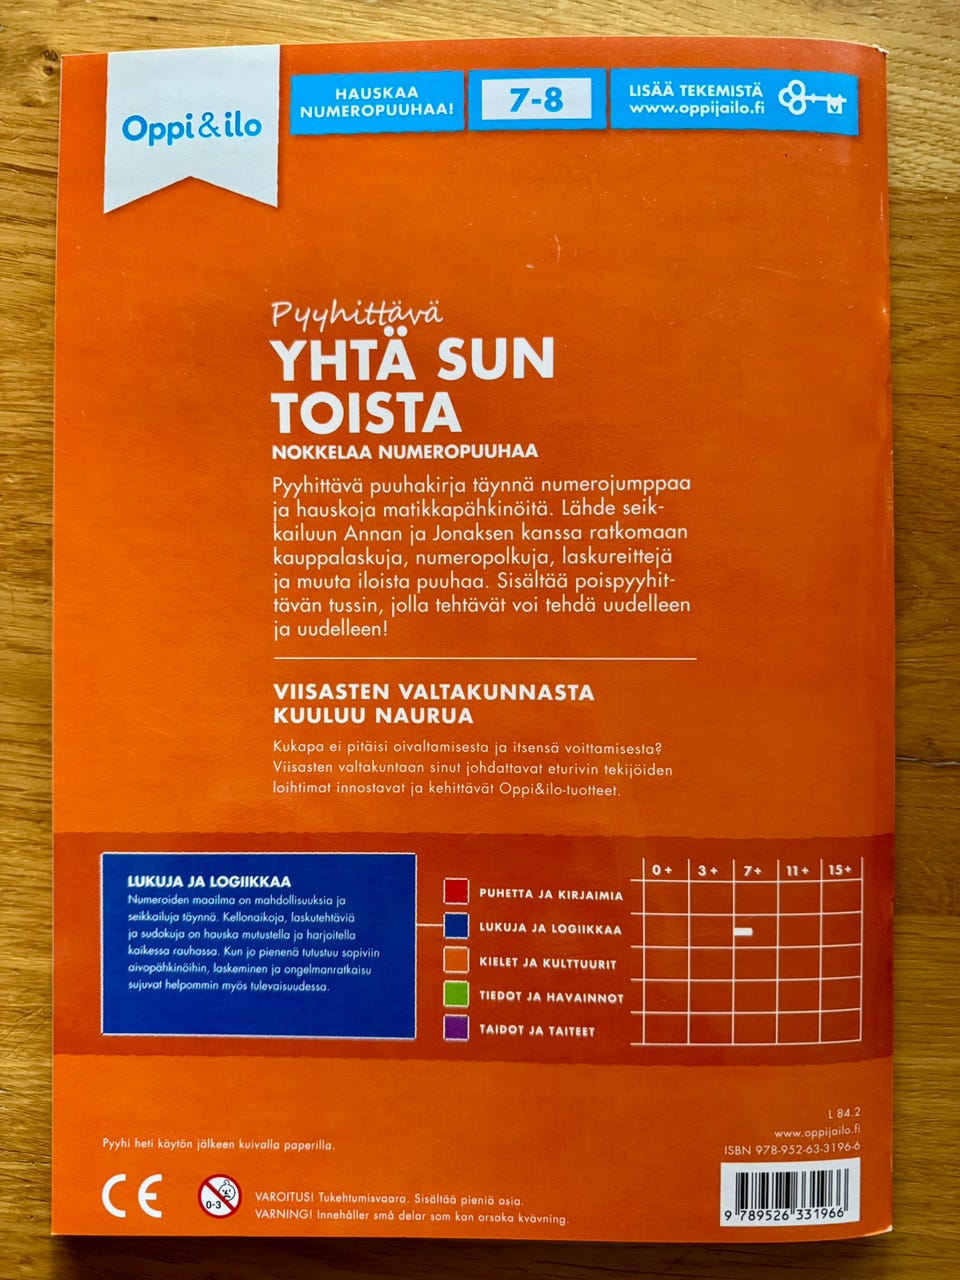 Oppi&ilo
HAUSKAA
NUMEROPUUHAA!
7-8
LISÄÄ TEKEMISTÄ
www.oppijailo.fi
Pyyhittävä
YHTÄ SUN
TOISTA
NOKKELAA NUMEROPUUHAA
Pyyhittävä puuhakirja täynnä numerojumppaa
ja hauskoja matikkapähkinöitä. Lähde seik-
kailuun Annan ja Jonaksen kanssa ratkomaan
kauppalaskuja, numeropolkuja, laskureittejä
ja muuta iloista puuhaa. Sisältää poispyyhit-
tävän tussin, jolla tehtävät voi tehdä uudelleen
ja uudelleen!
VIISASTEN VALTAKUNNASTA
KUULUU NAURUA
Kukapa ei pitäisi oivaltamisesta ja itsensä voittamisesta?
Viisasten valtakuntaan sinut johdattavat eturivin tekijöiden
loihtimat innostavat ja kehittävät Oppi&ilo-tuotteet.
LUKUJA JA LOGIIKKAA
Numeroiden maailma on mahdollisuuksia ja
seikkailuja täynnä. Kellonaikoja, laskutehtäviä
ja sudokuja on hauska mutustella ja harjoitella
kaikessa rauhassa. Kun jo pienenä tutustuu sopiviin
aivopähkinöihin, laskeminen ja ongelmanratkaisu
sujuvat helpommin myös tulevaisuudessa.
0+ 3+ 7+ 11+ 15+
PUHETTA JA KIRJAIMIA
LUKUJA JA LOGIIKKAA
KIELET JA KULTTUURIT
TIEDOT JA HAVAINNOT
TAIDOT JA TAITEET
Pyyhi heti käytön jälkeen kuivalla paperilla.
CE
0-3
VAROITUS! Tukehtumisvaara. Sisältää pieniä osia.
VARNING! Innehåller små delar som kan orsaka kvävning.
L 84.2
www.oppijailo.fi
ISBN 978-952-63-3196-6
9 789526 331966